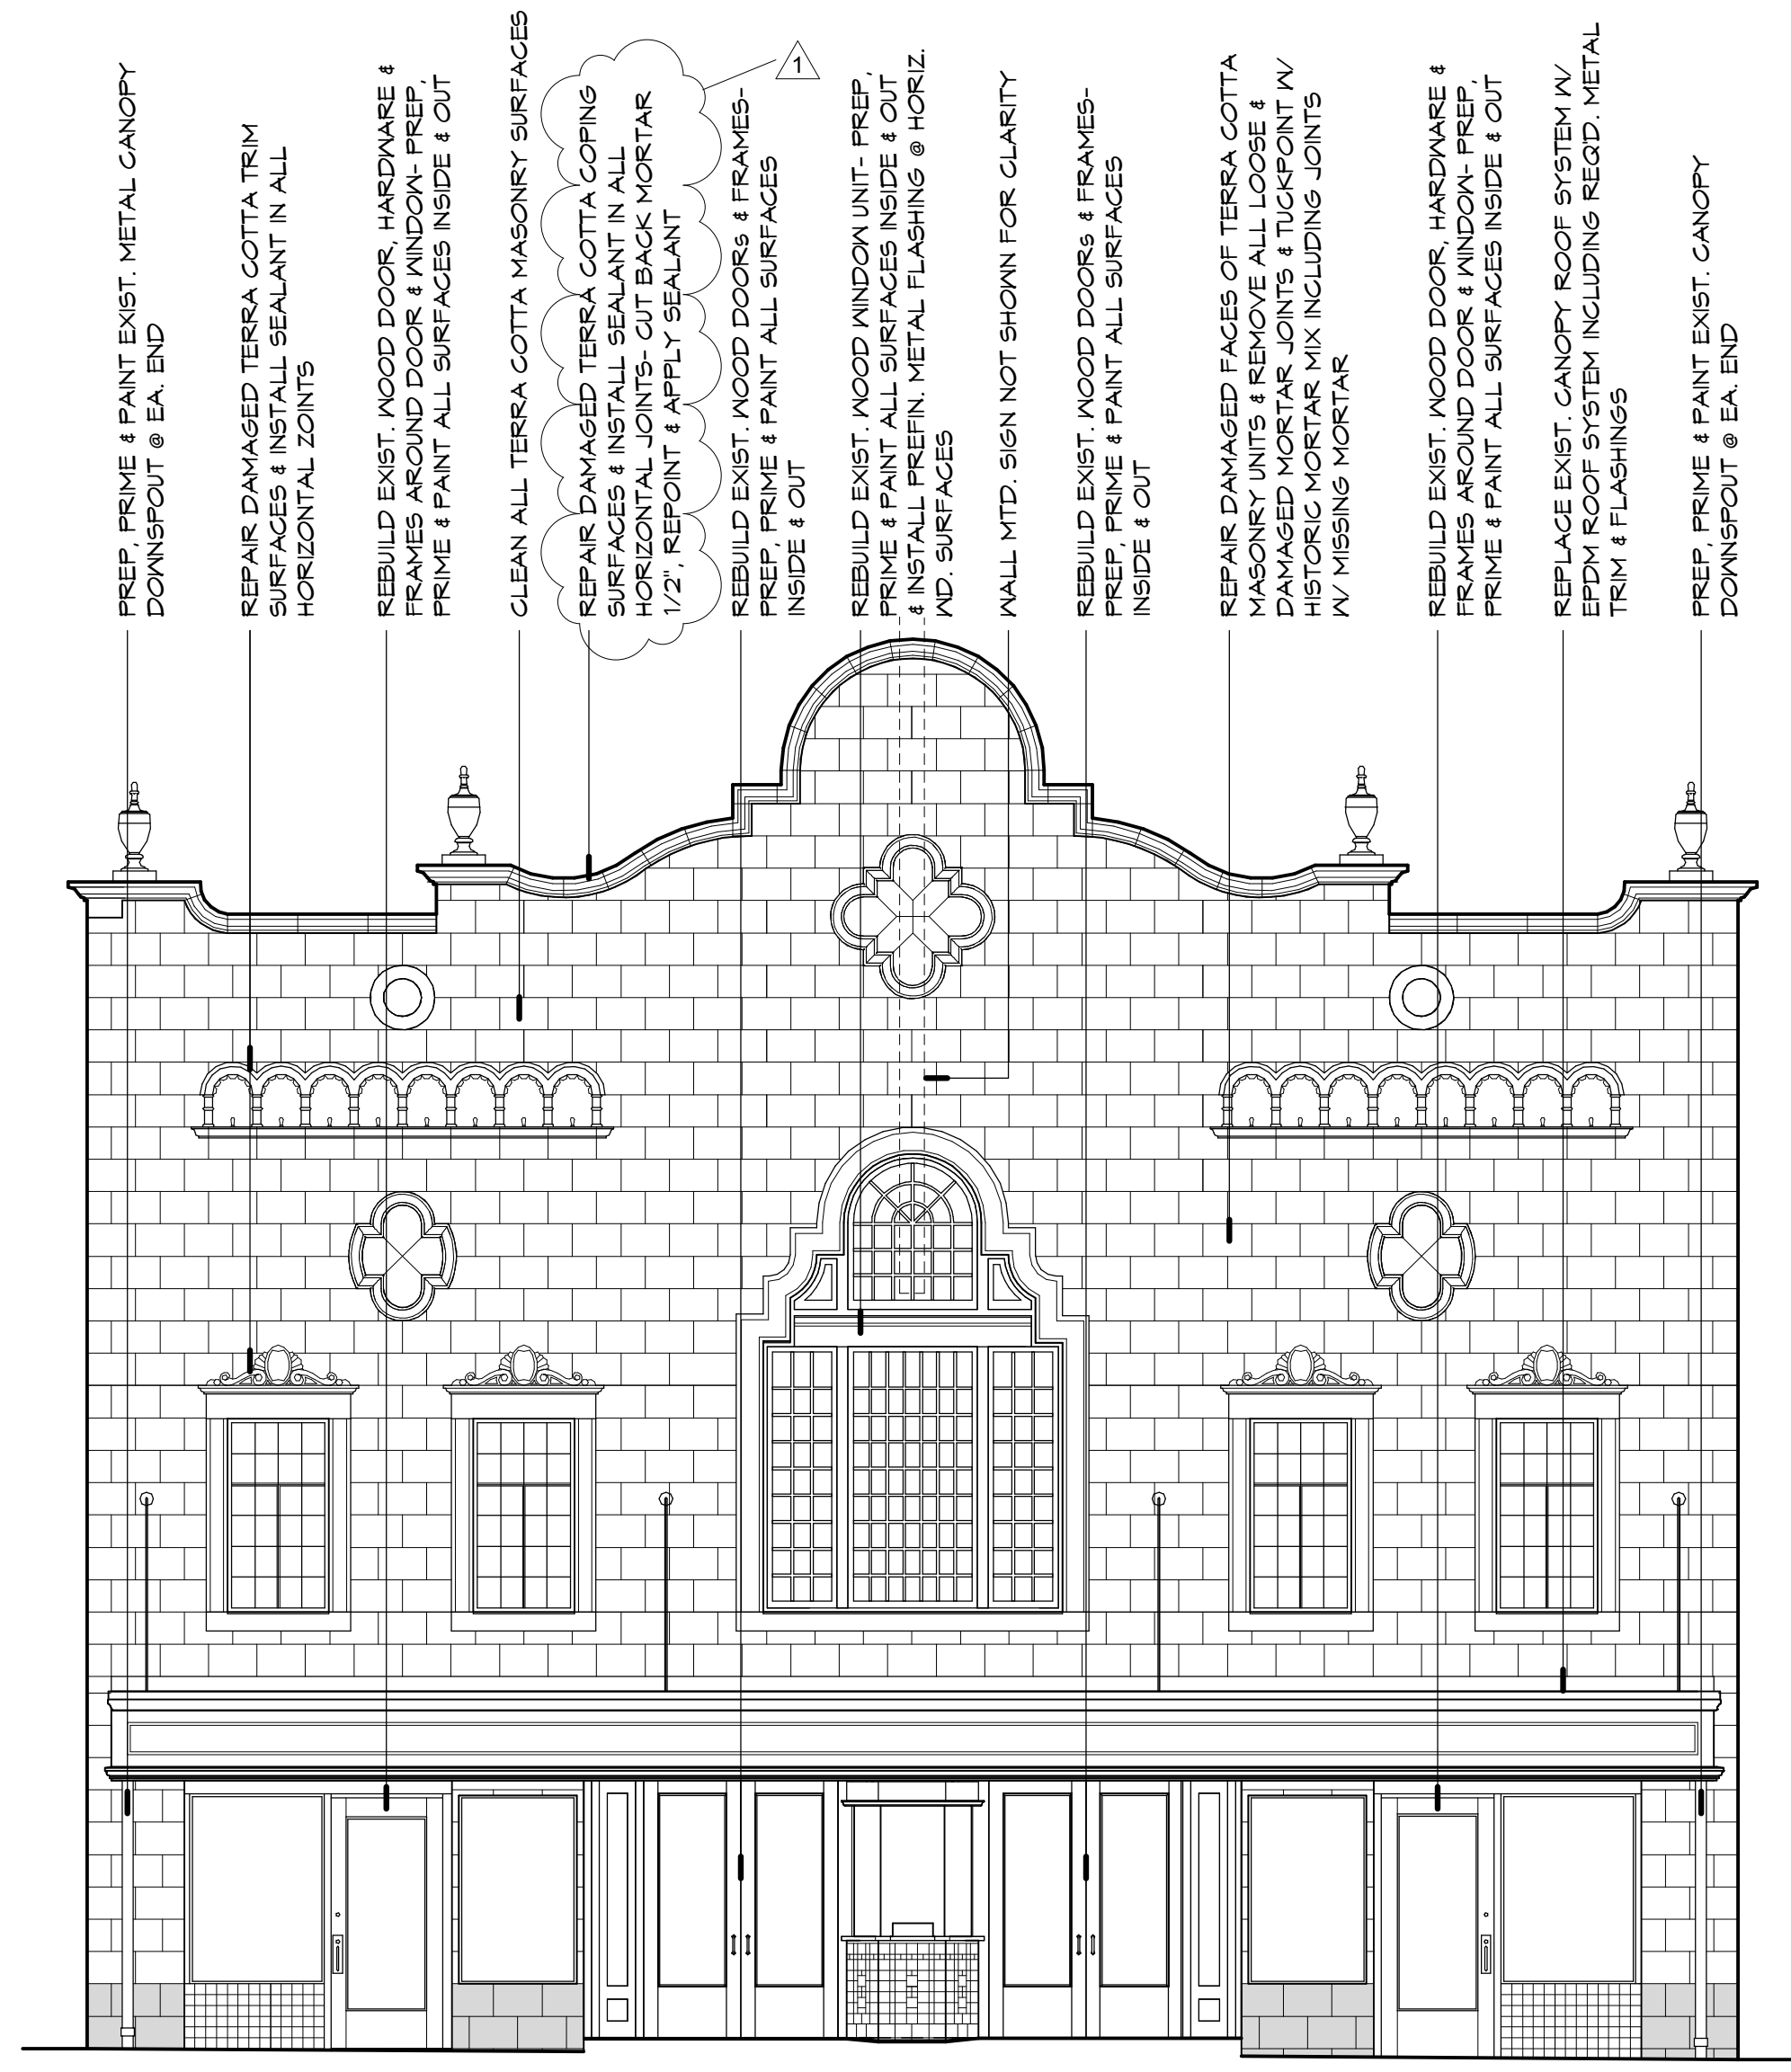 PREP, PRIME & PAINT EXIST. METAL CANOPY
DOWNSPOUT @ EA. END
REPAIR DAMAGED TERRA COTTA TRIM
SURFACES & INSTALL SEALANT IN ALL
HORIZONTAL ZOINTS
REBUILD EXIST. WOOD DOOR, HARDWARE &
FRAMES AROUND DOOR & WINDOW- PREP,
PRIME & PAINT ALL SURFACES INSIDE & OUT
CLEAN ALL TERRA COTTA MASONRY SURFACES
REPAIR DAMAGED TERRA COTTA COPING
SURFACES & INSTALL SEALANT IN ALL
HORIZONTAL JOINTS- CUT BACK MORTAR
1/2", REPOINT & APPLY SEALANT
1
REBUILD EXIST. WOOD DOORs & FRAMES-
PREP, PRIME & PAINT ALL SURFACES
INSIDE & OUT
REBUILD EXIST. WOOD WINDOW UNIT- PREP,
PRIME & PAINT ALL SURFACES INSIDE & OUT
& INSTALL PREFIN. METAL FLASHING @ HORIZ.
WD. SURFACES
WALL MTD. SIGN NOT SHOWN FOR CLARITY
REBUILD EXIST. WOOD DOORs & FRAMES-
PREP, PRIME & PAINT ALL SURFACES
INSIDE & OUT
REPAIR DAMAGED FACES OF TERRA COTTA
MASONRY UNITS & REMOVE ALL LOOSE &
DAMAGED MORTAR JOINTS & TUCKPOINT W/
HISTORIC MORTAR MIX INCLUDING JOINTS
W/ MISSING MORTAR
REBUILD EXIST. WOOD DOOR, HARDWARE &
FRAMES AROUND DOOR & WINDOW- PREP,
PRIME & PAINT ALL SURFACES INSIDE & OUT
REPLACE EXIST. CANOPY ROOF SYSTEM W/
EPDM ROOF SYSTEM INCLUDING REQ'D. METAL
TRIM & FLASHINGS
PREP, PRIME & PAINT EXIST. CANOPY
DOWNSPOUT @ EA. END